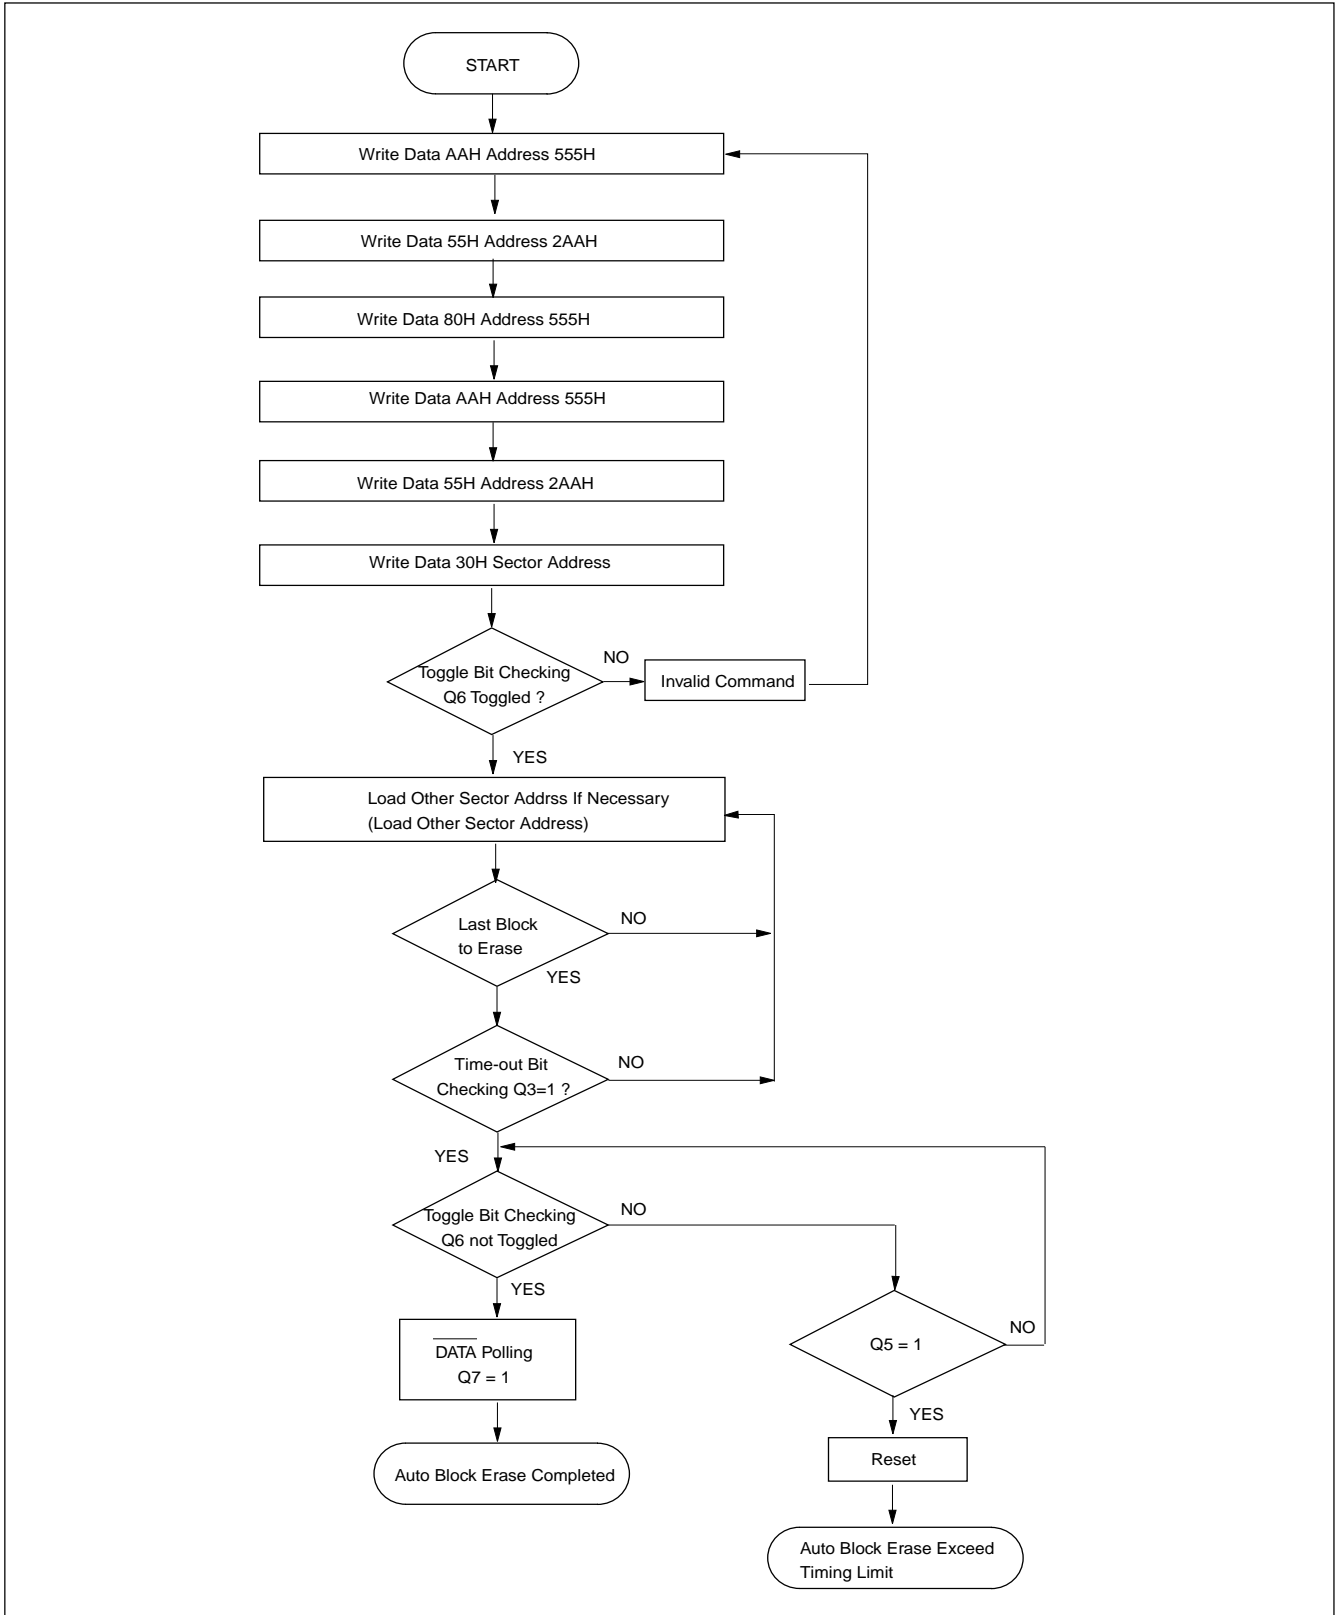 START
Write Data AAH Address 555H
Write Data 55H Address 2AAH
Write Data 80H Address 555H
Write Data AAH Address 555H
Write Data 55H Address 2AAH
Write Data 30H Sector Address
Toggle Bit Checking
Q6 Toggled ?
NO
Invalid Command
YES
Load Other Sector Addrss If Necessary
(Load Other Sector Address)
Last Block
to Erase
NO
YES
Time-out Bit
Checking Q3=1 ?
NO
YES
Toggle Bit Checking
Q6 not Toggled
NO
YES
Q5 = 1
NO
DATA Polling
Q7 = 1
YES
Reset
Auto Block Erase Completed
Auto Block Erase Exceed
Timing Limit